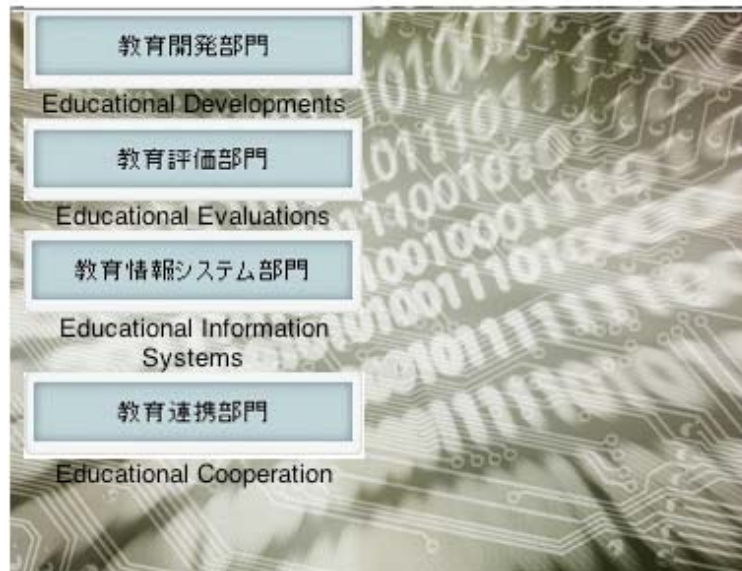 教育開発部門
Educational Developments
教育評価部門
Educational Evaluations
教育情報システム部門
Educational Information
Systems
教育連携部門
Educational Cooperation